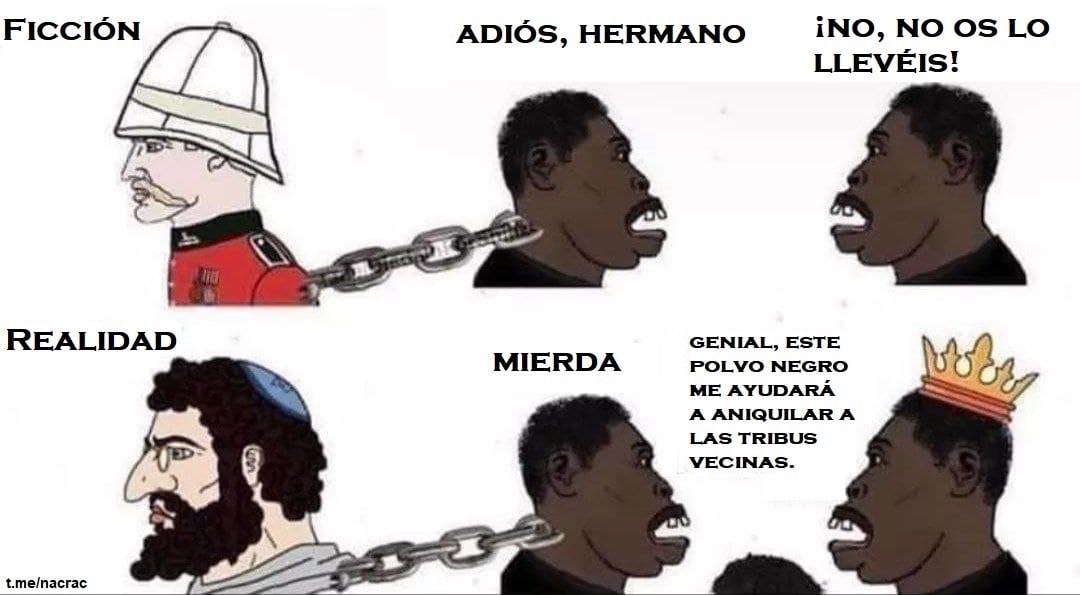 FICCIÓN
ADIÓS, HERMANO
¡NO, NO OS LO
LLEVÉIS!
REALIDAD
MIERDA
GENIAL, ESTE
POLVO NEGRO
ME AYUDARÁ
A ANIQUILAR A
LAS TRIBUS
VECINAS.
t.me/nacrac